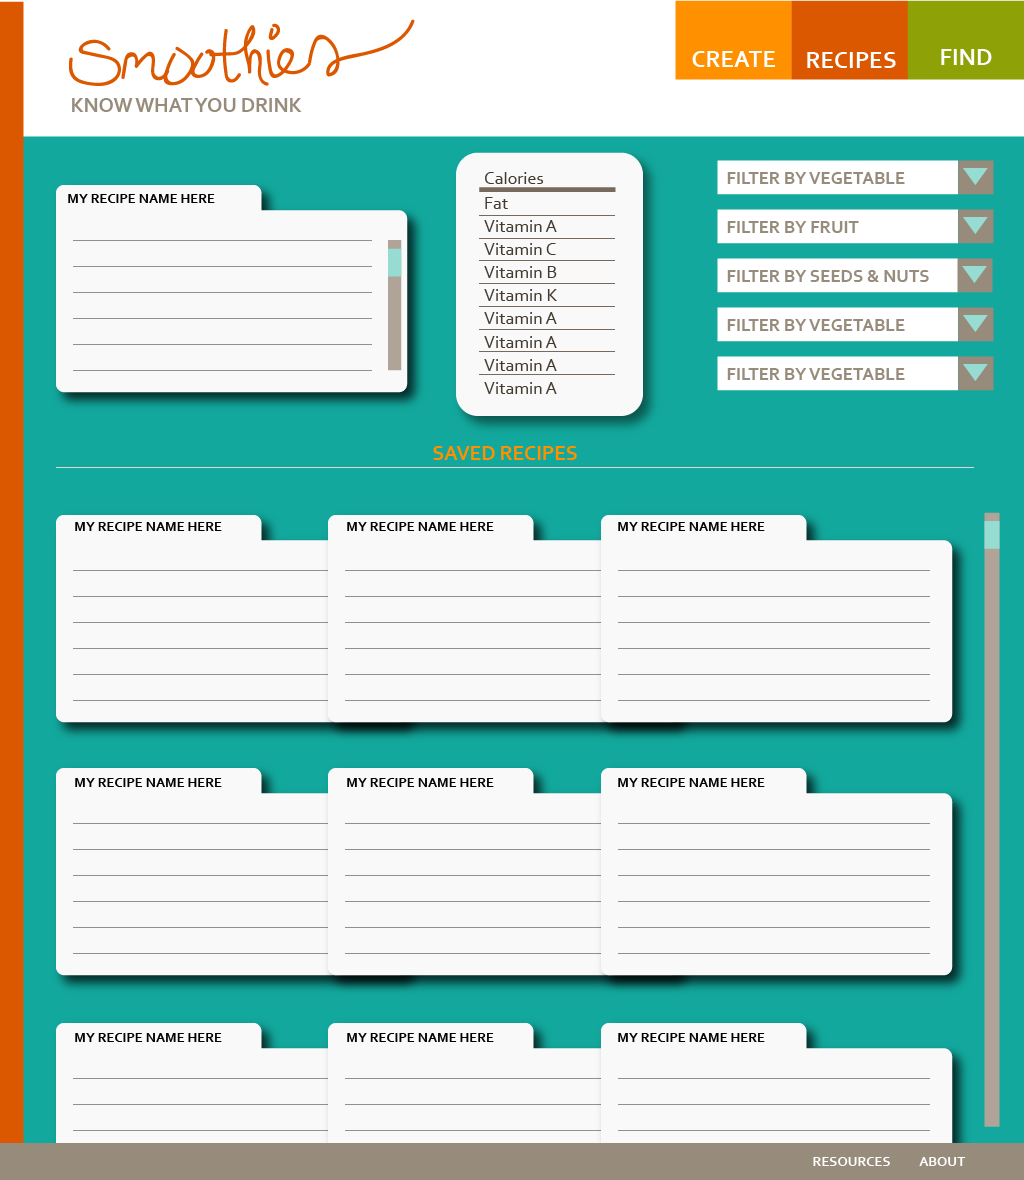 Smoothies
KNOW WHAT YOU DRINK
CREATE
RECIPES
FIND
MY RECIPE NAME HERE
Calories
Fat
Vitamin A
Vitamin C
Vitamin B
Vitamin K
Vitamin A
Vitamin A
Vitamin A
Vitamin A
FILTER BY VEGETABLE
FILTER BY FRUIT
FILTER BY SEEDS & NUTS
FILTER BY VEGETABLE
FILTER BY VEGETABLE
SAVED RECIPES
MY RECIPE NAME HERE
MY RECIPE NAME HERE
MY RECIPE NAME HERE
MY RECIPE NAME HERE
MY RECIPE NAME HERE
MY RECIPE NAME HERE
MY RECIPE NAME HERE
MY RECIPE NAME HERE
MY RECIPE NAME HERE
RESOURCES
ABOUT